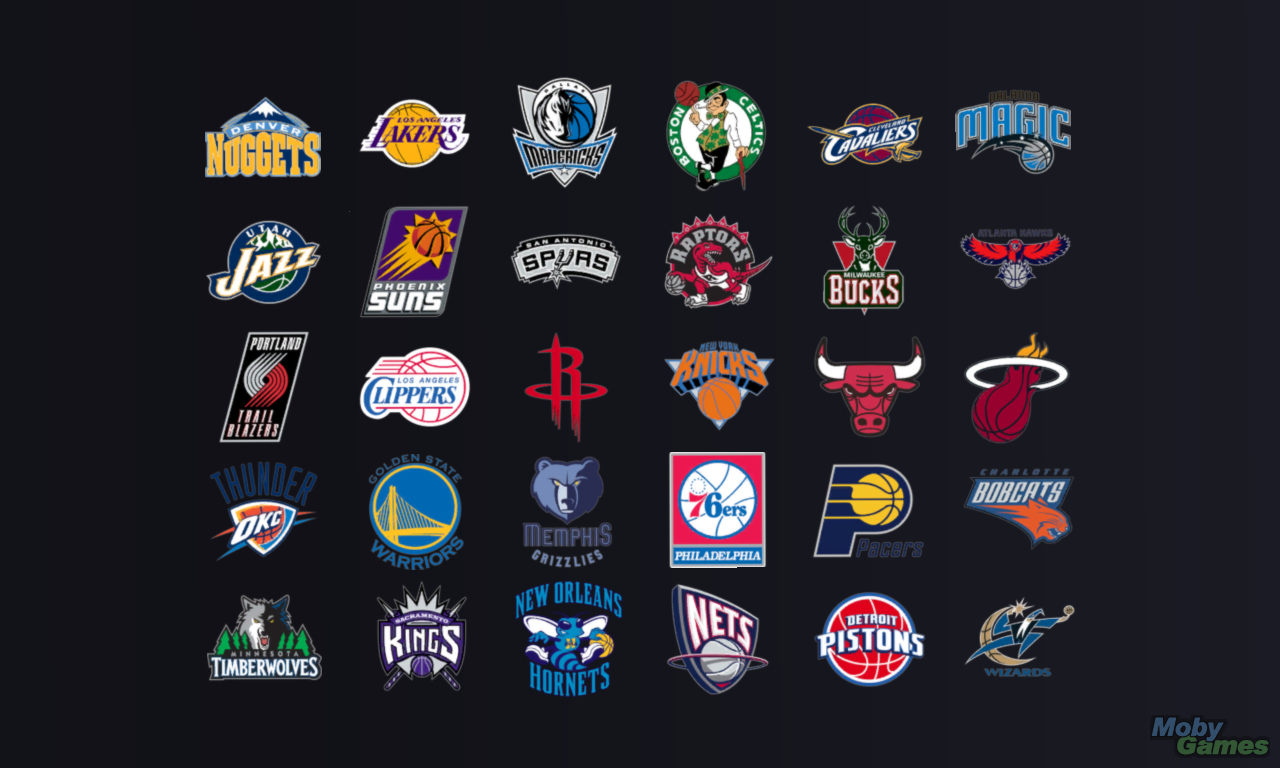 DENVER
NUGGETS
LOS ANGELES
LAKERS
DALLAS
MAVERICKS
BOSTON CELTICS
CLEVELAND
CAVALIERS
ORLANDO
MAGIC
UTAH
JAZZ
PHOENIX
SUNS
SAN ANTONIO
SPURS
RAPTORS
MILWAUKEE
BUCKS
ATLANTA HAWKS
PORTLAND
TRAIL
BLAZERS
LOS ANGELES
CLIPPERS
R
NEW YORK
KNICKS
THUNDER
OKC
GOLDEN STATE
WARRIORS
MEMPHIS
GRIZZLIES
76ers
PHILADELPHIA
Pacers
CHARLOTTE
BOBCATS
MINNESOTA
TIMBERWOLVES
SACRAMENTO
KINGS
NEW ORLEANS
HORNETS
NETS
DETROIT
PISTONS
WIZARDS
Moby
Games